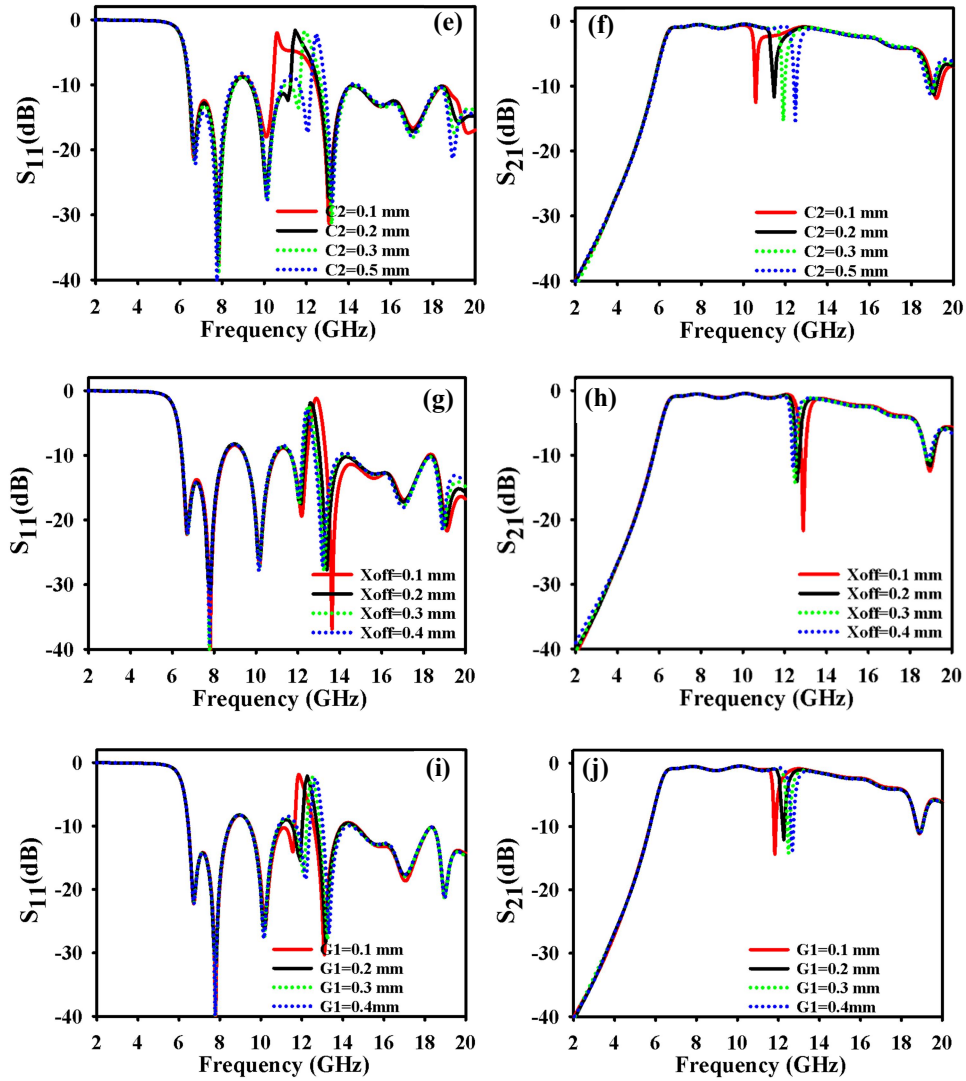 (e)
S11(dB)
0
-10
-20
-30
-40
C2=0.1 mm
C2=0.2 mm
C2=0.3 mm
C2=0.5 mm
2 4 6 8 10 12 14 16 18 20
Frequency (GHz)
(f)
S21(dB)
0
-10
-20
-30
-40
C2=0.1 mm
C2=0.2 mm
C2=0.3 mm
C2=0.5 mm
2 4 6 8 10 12 14 16 18 20
Frequency (GHz)
(g)
S11(dB)
0
-10
-20
-30
-40
Xoff=0.1 mm
Xoff=0.2 mm
Xoff=0.3 mm
Xoff=0.4 mm
2 4 6 8 10 12 14 16 18 20
Frequency (GHz)
(h)
S21(dB)
0
-10
-20
-30
-40
Xoff=0.1 mm
Xoff=0.2 mm
Xoff=0.3 mm
Xoff=0.4 mm
2 4 6 8 10 12 14 16 18 20
Frequency (GHz)
(i)
S11(dB)
0
-10
-20
-30
-40
G1=0.1 mm
G1=0.2 mm
G1=0.3 mm
G1=0.4mm
2 4 6 8 10 12 14 16 18 20
Frequency (GHz)
(j)
S21(dB)
0
-10
-20
-30
-40
G1=0.1 mm
G1=0.2 mm
G1=0.3 mm
G1=0.4mm
2 4 6 8 10 12 14 16 18 20
Frequency (GHz)